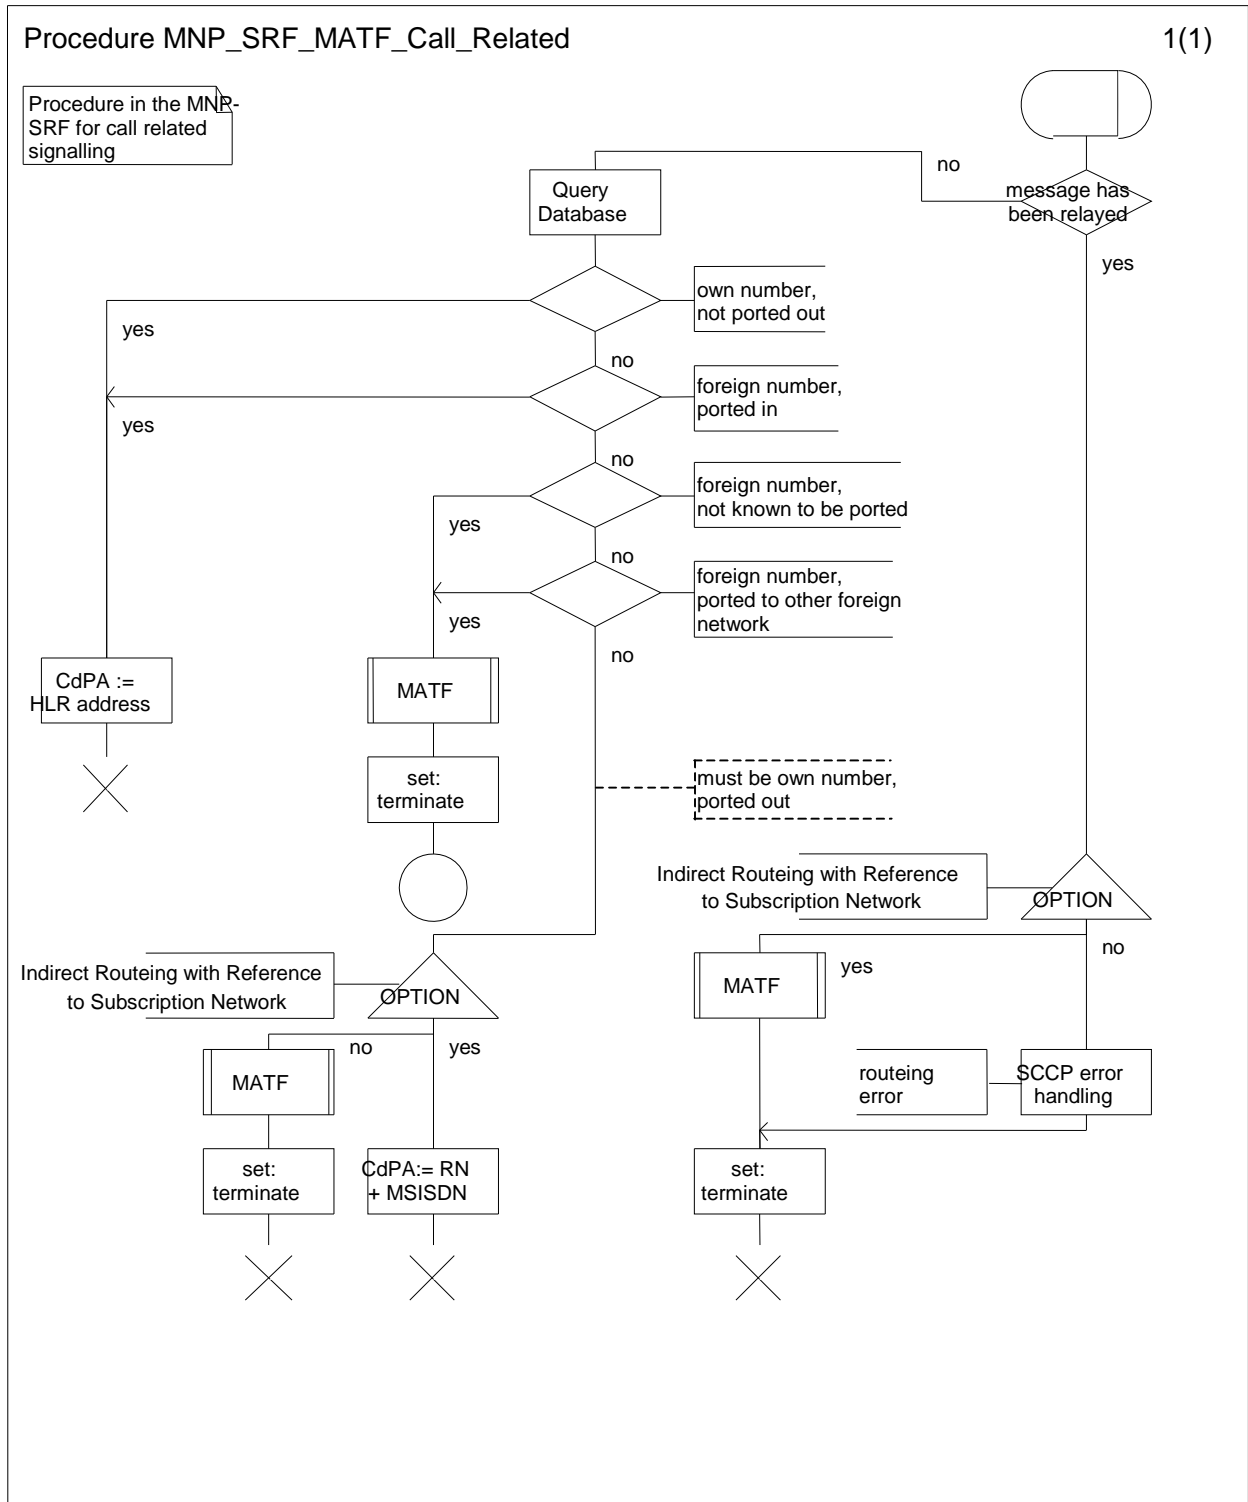 Procedure MNP_SRF_MATF_Call_Related
1(1)
Procedure in the MNP-
SRF for call related
signalling
no
message has
been relayed
yes
Query
Database
own number,
not ported out
yes
no
foreign number,
ported in
yes
no
foreign number,
not known to be ported
yes
no
foreign number,
ported to other foreign
network
yes
no
CdPA :=
HLR address
MATF
set:
terminate
must be own number,
ported out
Indirect Routeing with Reference
to Subscription Network
OPTION
no
yes
MATF
Indirect Routeing with Reference
to Subscription Network
OPTION
no
yes
MATF
routeing
error
SCCP error
handling
set:
terminate
CdPA:= RN
+ MSISDN
set:
terminate